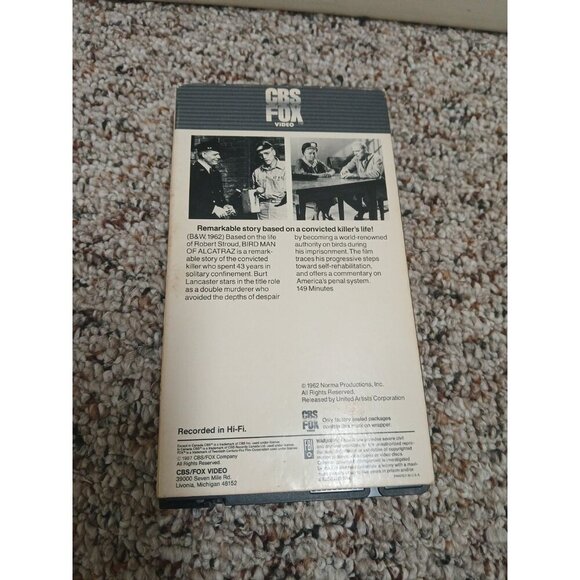 CBS
FOX
VIDEO
Remarkable story based on a convicted killer's life!
(B&W, 1962) Based on the life
of Robert Stroud, BIRD MAN
OF ALCATRAZ is a remark-
able story of the convicted
killer who spent 43 years in
solitary confinement. Burt
Lancaster stars in the title role
as a double murderer who
avoided the depths of despair
by becoming a world-renowned
authority on birds during
his imprisonment. The film
traces his progressive steps
toward self-rehabilitation,
and offers a commentary on
America's penal system.
149 Minutes
© 1962 Norma Productions, Inc.
All Rights Reserved.
Released by United Artists Corporation
CBS
FOX
Only factory sealed packages
contain this mark on wrapper.
Recorded in Hi-Fi.
© 1987 CBS/FOX Company
All Rights Reserved.
CBS/FOX VIDEO
39000 Seven Mile Rd.
Livonia, Michigan 48152
WARNING: